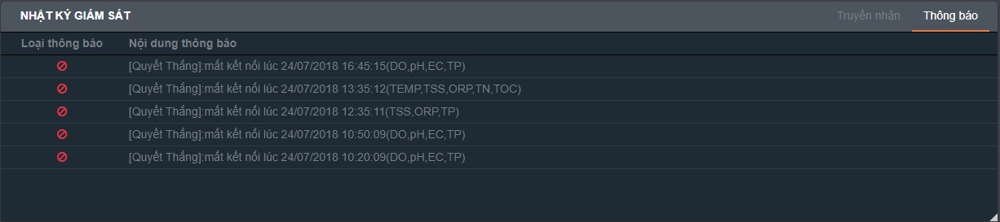 NHẬT KÝ GIÁM SÁT Truyền nhân Thông báo
Loại thông báo Nội dung thông báo
[Quyết Thắng]:mất kết nối lúc 24/07/2018 16:45:15(DO,pH,EC,TP)
[Quyết Thắng]:mất kết nối lúc 24/07/2018 13:35:12(TEMP,TSS,ORP,TN,TOC)
[Quyết Thắng]:mất kết nối lúc 24/07/2018 12:35:11(TSS,ORP,TP)
[Quyết Thắng]:mất kết nối lúc 24/07/2018 10:50:09(DO,pH,EC,TP)
[Quyết Thắng]:mất kết nối lúc 24/07/2018 10:20:09(DO,pH,EC,TP)